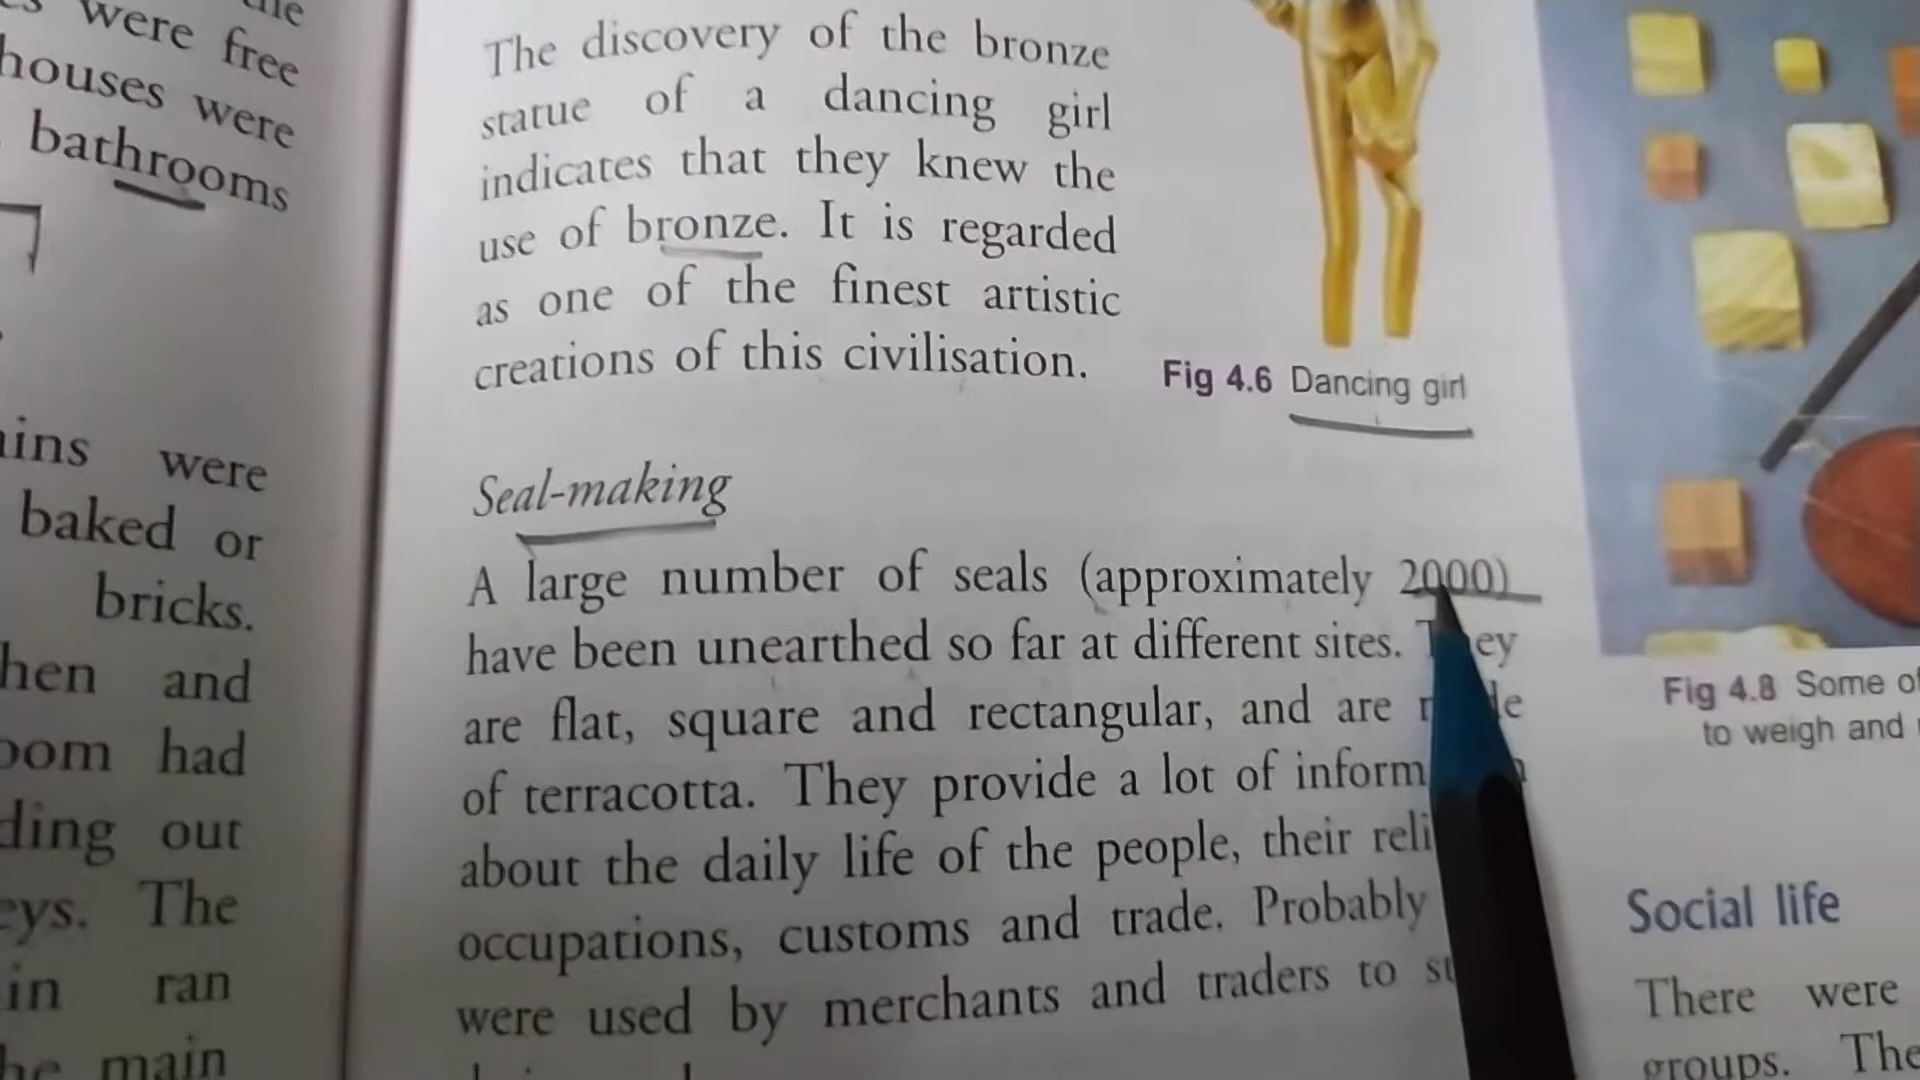 were free
houses were
bathrooms
were
baked or
bricks.
and
had
out
The
in ran
main
The discovery of the bronze
statue of a dancing girl
indicates that they knew the
use of bronze. It is regarded
as one of the finest artistic
creations of this civilisation.
Fig 4.6 Dancing girl
Seal-making
A large number of seals (approximately 2000)
have been unearthed so far at different sites. They
are flat, square and rectangular, and are made
of terracotta. They provide a lot of information
about the daily life of the people, their
occupations, customs and trade. Probably
were used by merchants and traders to
Fig 4.8 Some of
to weigh and
Social life
There were
groups. The